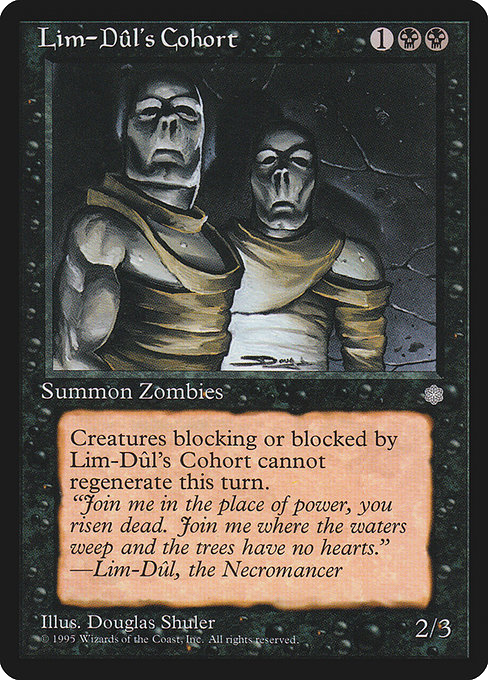 Lim-Dûl's Cohort 1
Doug
Summon Zombies
Creatures blocking or blocked by
Lim-Dûl's Cohort cannot
regenerate this turn.
“Join me in the place of power, you
risen dead. Join me where the waters
weep and the trees have no hearts.”
—Lim-Dûl, the Necromancer
Illus. Douglas Shuler
© 1995 Wizards of the Coast, Inc. All rights reserved.
2/3